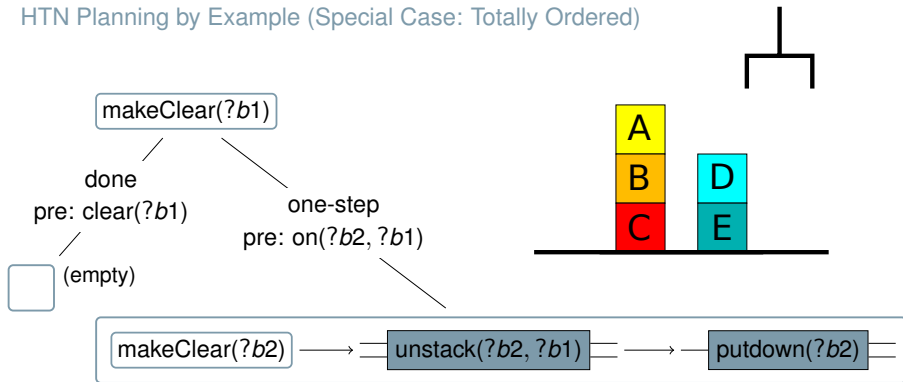 HTN Planning by Example (Special Case: Totally Ordered)
makeClear(?b1)
done
pre: clear(?b1)
one-step
pre: on(?b2, ?b1)
(empty)
A
B
C
D
E
makeClear(?b2)
unstack(?b2, ?b1)
putdown(?b2)